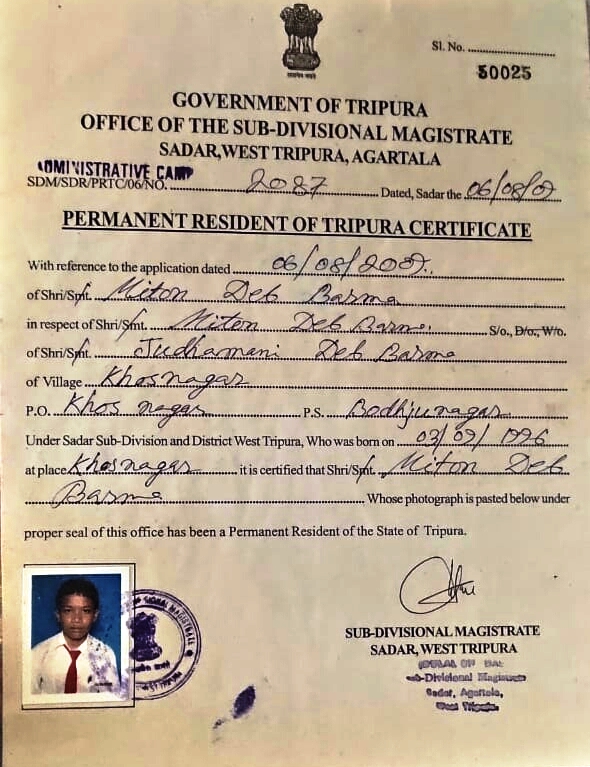 Sl. No. ........................
50025
GOVERNMENT OF TRIPURA
OFFICE OF THE SUB-DIVISIONAL MAGISTRATE
SADAR,WEST TRIPURA, AGARTALA
ADMINISTRATIVE CAMP
SDM/SDR/PRTC/06/NO. 2087 Dated, Sadar the 06/08/07
PERMANENT RESIDENT OF TRIPURA CERTIFICATE
With reference to the application dated 06/08/2007.
of Shri/Smt. Miton Deb Barma
in respect of Shri/Smt. Miton Deb Barma. S/o., D/o., W/o.
of Shri/Smt. Judhamani Deb Barma
of Village Khosnagar
P.O. Khos nagar P.S. Bodhjunagar
Under Sadar Sub-Division and District West Tripura, Who was born on 03/09/1996
at place Khosnagar it is certified that Shri/Smt. Miton Deb
Barma Whose photograph is pasted below under
proper seal of this office has been a Permanent Resident of the State of Tripura.
SUB-DIVISIONAL MAGISTRATE
SADAR, WEST TRIPURA
Sub-Divisional Magistrate
Sadar, Agartala,
West Tripura